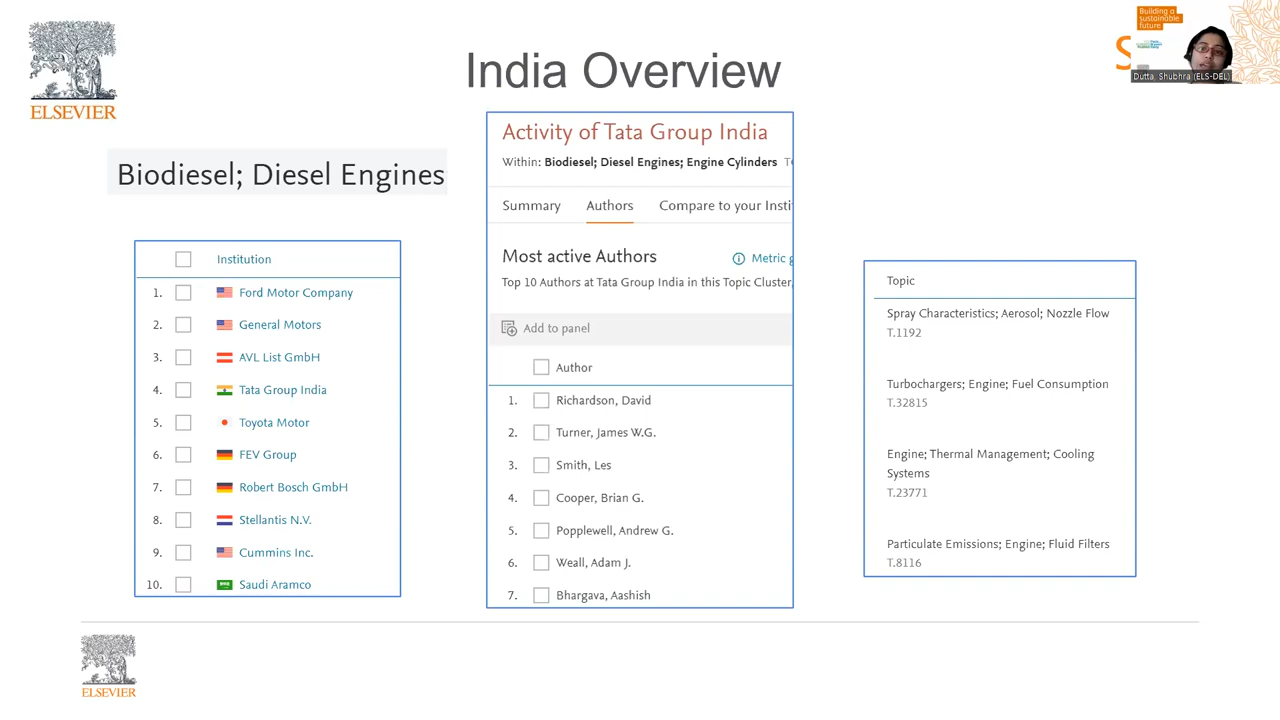 ELSEVIER
India Overview
Building a
sustainable
future
Dutta, Shubhra (ELS-DEL)
Biodiesel; Diesel Engines
Institution
1. Ford Motor Company
2. General Motors
3. AVL List GmbH
4. Tata Group India
5. Toyota Motor
6. FEV Group
7. Robert Bosch GmbH
8. Stellantis N.V.
9. Cummins Inc.
10. Saudi Aramco
Activity of Tata Group India
Within: Biodiesel; Diesel Engines; Engine Cylinders
Summary Authors Compare to your Insti
Most active Authors Metric g
Top 10 Authors at Tata Group India in this Topic Cluster,
Add to panel
Author
1. Richardson, David
2. Turner, James W.G.
3. Smith, Les
4. Cooper, Brian G.
5. Popplewell, Andrew G.
6. Weall, Adam J.
7. Bhargava, Aashish
Topic
Spray Characteristics; Aerosol; Nozzle Flow
T.1192
Turbochargers; Engine; Fuel Consumption
T.32815
Engine; Thermal Management; Cooling
Systems
T.23771
Particulate Emissions; Engine; Fluid Filters
T.8116
ELSEVIER